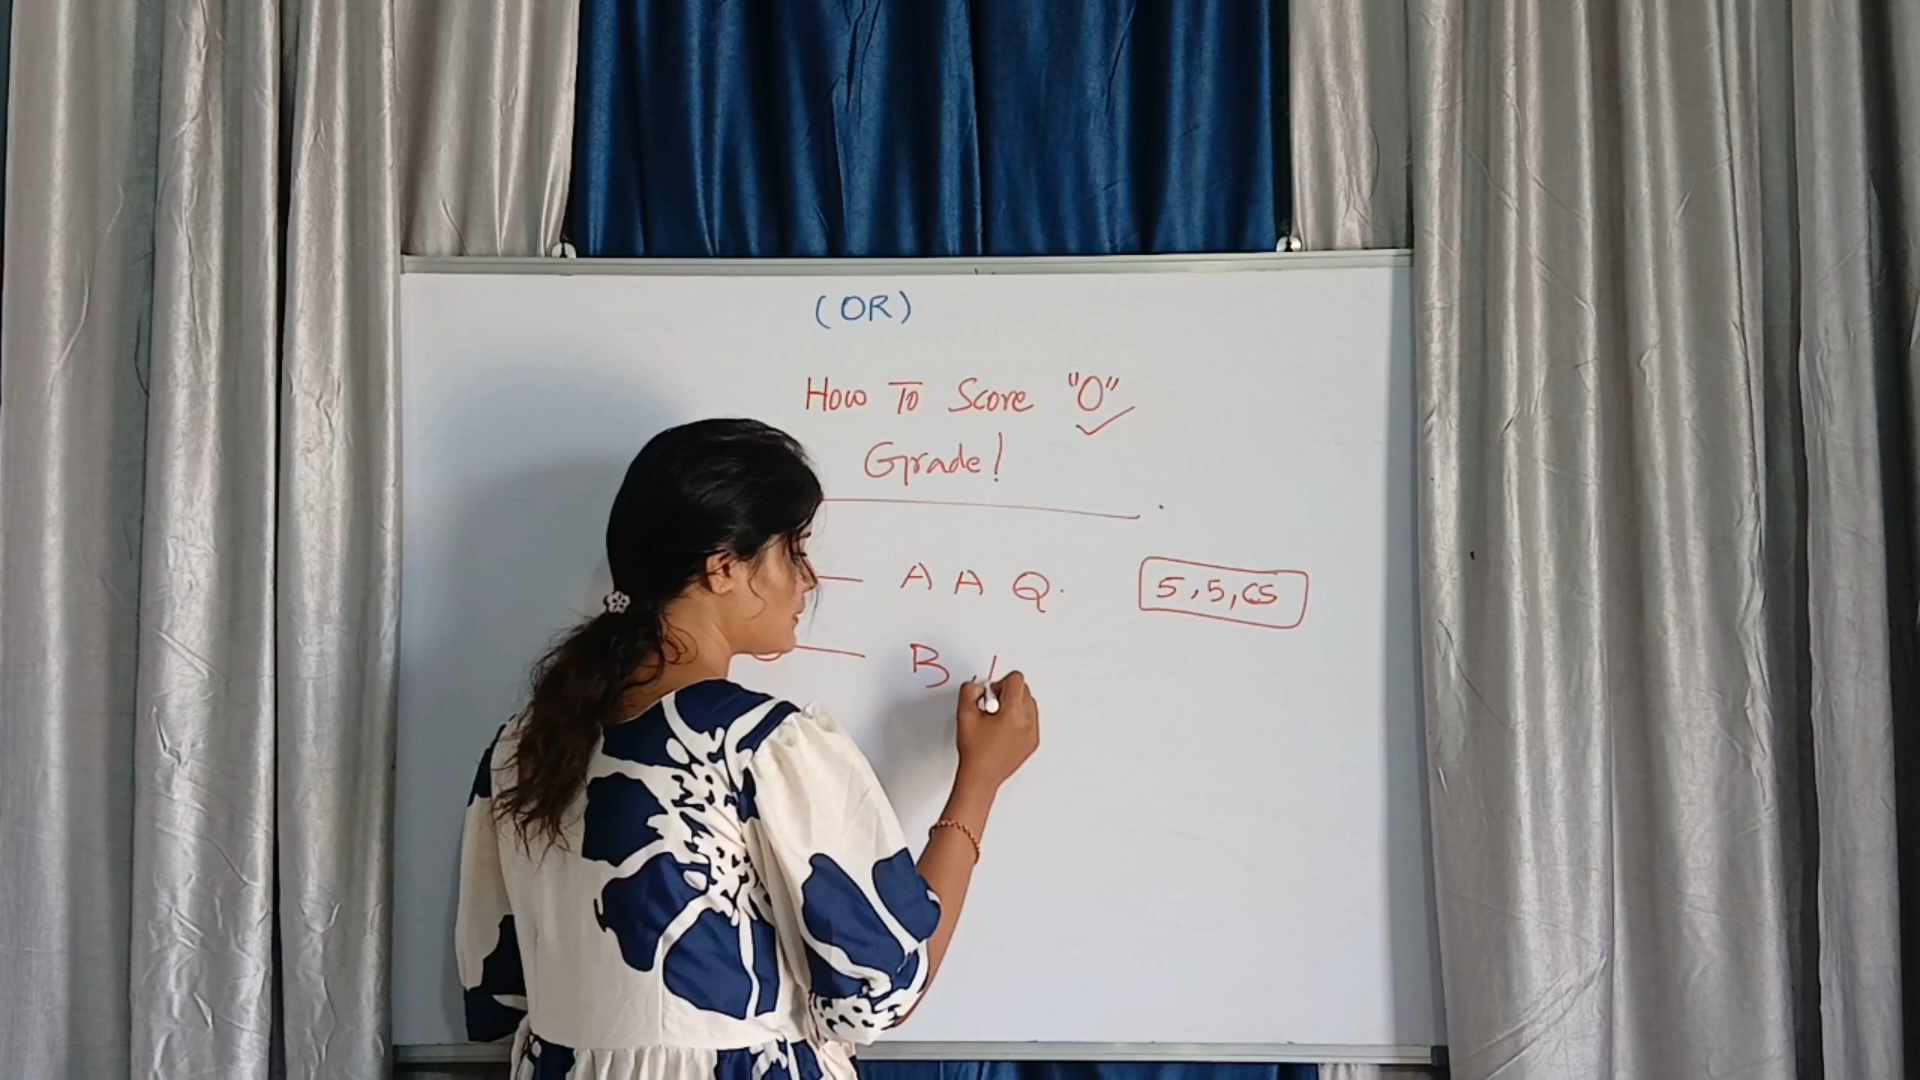 (OR)
How To Score "O"
Grade!
— A A Q. 5,5,CS
— B